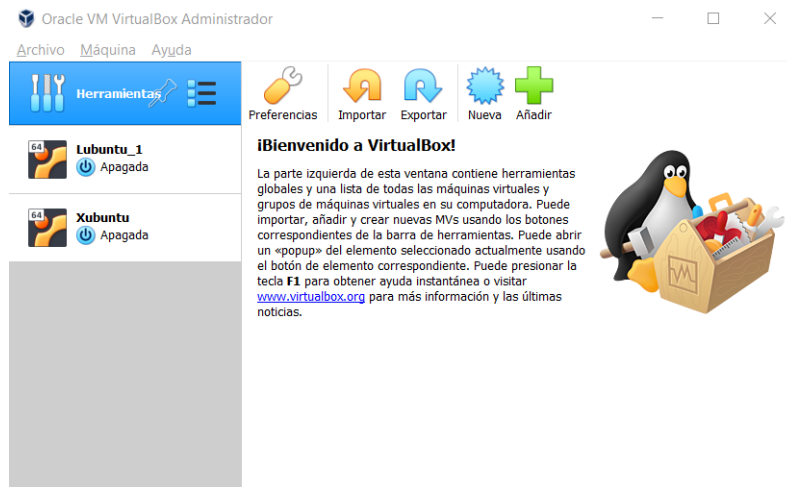 Oracle VM VirtualBox Administrador
Archivo Máquina Ayuda
Herramientas
Preferencias Importar Exportar Nueva Añadir
64
Lubuntu_1
Apagada
64
Xubuntu
Apagada
¡Bienvenido a VirtualBox!
La parte izquierda de esta ventana contiene herramientas
globales y una lista de todas las máquinas virtuales y
grupos de máquinas virtuales en su computadora. Puede
importar, añadir y crear nuevas MVs usando los botones
correspondientes de la barra de herramientas. Puede abrir
un «popup» del elemento seleccionado actualmente usando
el botón de elemento correspondiente. Puede presionar la
tecla F1 para obtener ayuda instantánea o visitar
www.virtualbox.org para más información y las últimas
noticias.